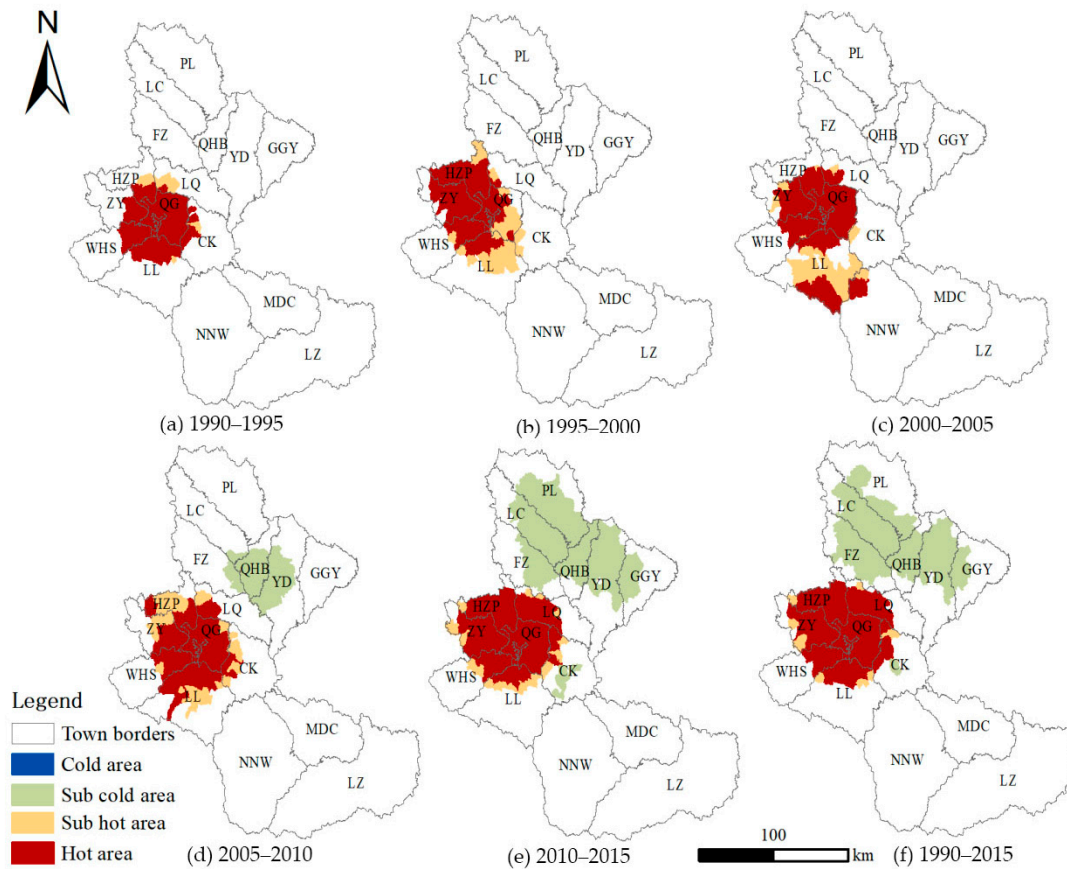 N
PL
LC
FZ
QHB
YD
GGY
HZP
LQ
ZY
QG
WHS
CK
LL
MDC
NNW
LZ
(a) 1990–1995
PL
LC
FZ
QHB
YD
GGY
HZP
LQ
ZY
QG
WHS
CK
LL
MDC
NNW
LZ
(b) 1995–2000
PL
LC
FZ
QHB
YD
GGY
HZP
LQ
ZY
QG
WHS
CK
LL
MDC
NNW
LZ
(c) 2000–2005
PL
LC
FZ
QHB
YD
GGY
HZP
LQ
ZY
QG
WHS
CK
LL
MDC
NNW
LZ
(d) 2005–2010
PL
LC
FZ
QHB
YD
GGY
HZP
LQ
ZY
QG
WHS
CK
LL
MDC
NNW
LZ
(e) 2010–2015
PL
LC
FZ
QHB
YD
GGY
HZP
LQ
ZY
QG
WHS
CK
LL
MDC
NNW
LZ
(f) 1990–2015
Legend
Town borders
Cold area
Sub cold area
Sub hot area
Hot area
100
km